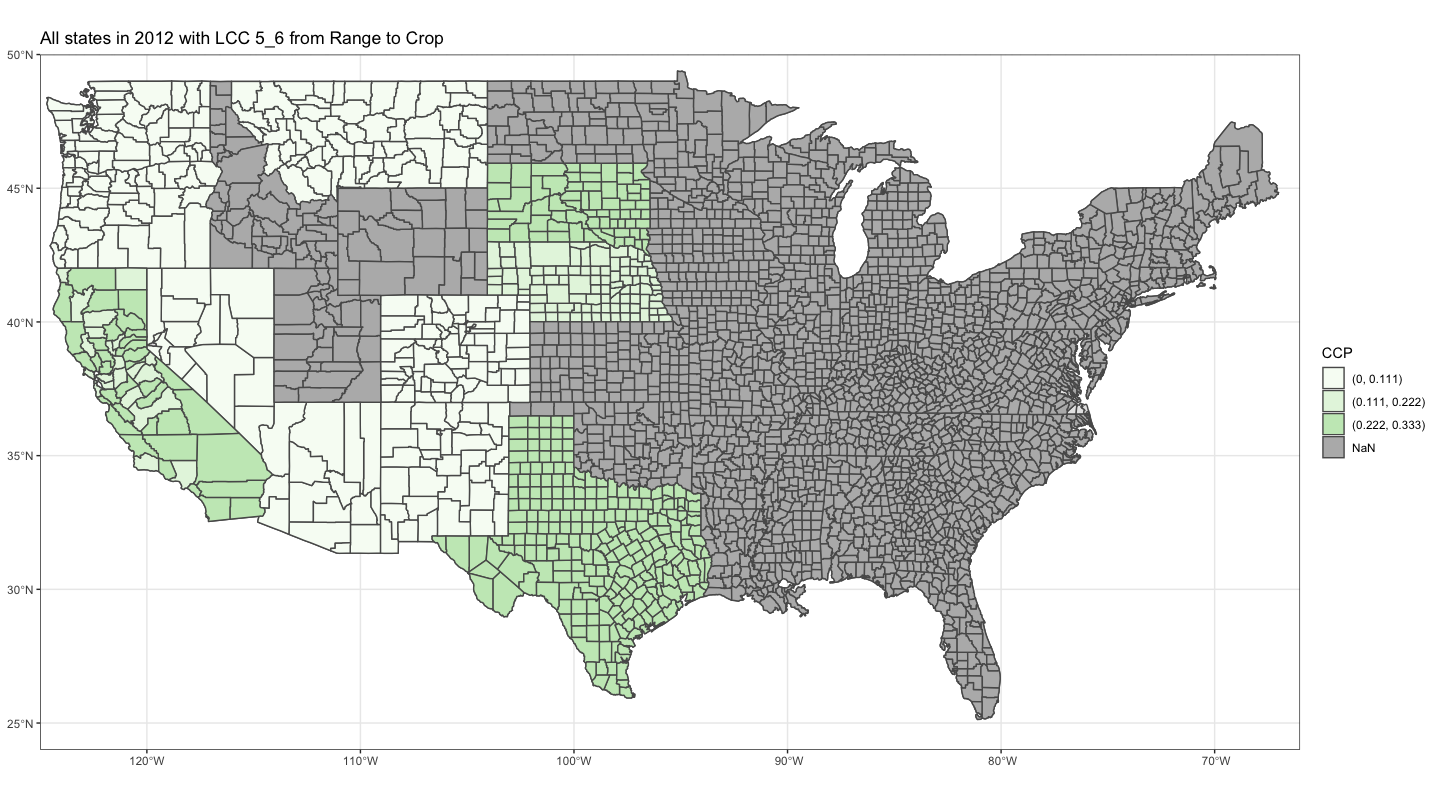 All states in 2012 with LCC 5_6 from Range to Crop
50°N
45°N
40°N
35°N
30°N
25°N
120°W
110°W
100°W
90°W
80°W
70°W
CCP
(0, 0.111)
(0.111, 0.222)
(0.222, 0.333)
NaN